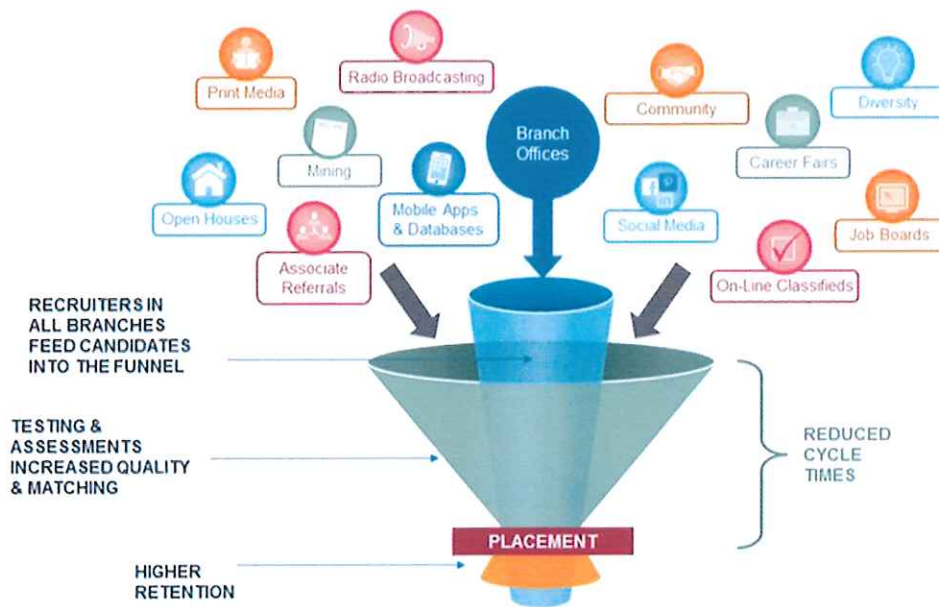 Print Media
Radio Broadcasting
Mining
Open Houses
Mobile Apps
& Databases
Associate
Referrals
Branch
Offices
Community
Diversity
Career Fairs
Social Media
Job Boards
On-Line Classifieds
RECRUITERS IN
ALL BRANCHES
FEED CANDIDATES
INTO THE FUNNEL
TESTING &
ASSESSMENTS
INCREASED QUALITY
& MATCHING
REDUCED
CYCLE
TIMES
PLACEMENT
HIGHER
RETENTION